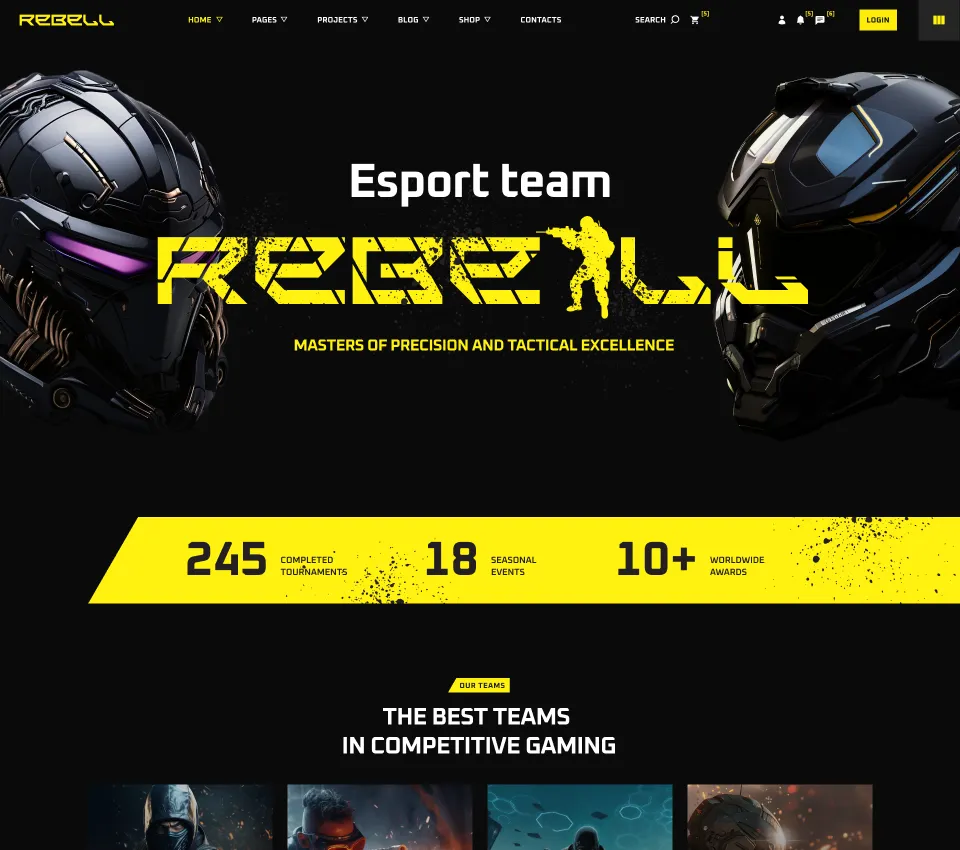 REBELL
HOME PAGES PROJECTS BLOG SHOP CONTACTS SEARCH [5] [5] [6] LOGIN
Esport team
REBELL
MASTERS OF PRECISION AND TACTICAL EXCELLENCE
245 COMPLETED TOURNAMENTS
18 SEASONAL EVENTS
10+ WORLDWIDE AWARDS
OUR TEAMS
THE BEST TEAMS
IN COMPETITIVE GAMING